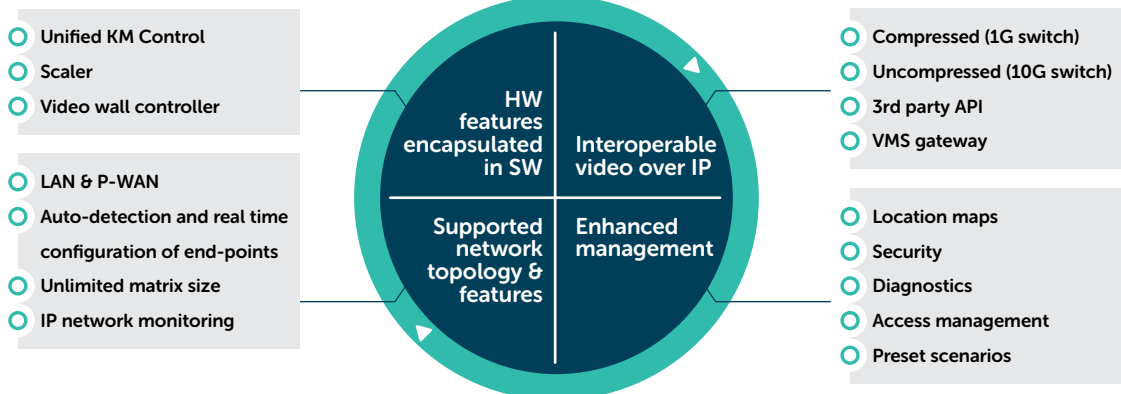 Unified KM Control
Scaler
Video wall controller
LAN & P-WAN
Auto-detection and real time
configuration of end-points
Unlimited matrix size
IP network monitoring
HW
features
encapsulated
in SW
Interoperable
video over IP
Supported
network
topology &
features
Enhanced
management
Compressed (1G switch)
Uncompressed (10G switch)
3rd party API
VMS gateway
Location maps
Security
Diagnostics
Access management
Preset scenarios